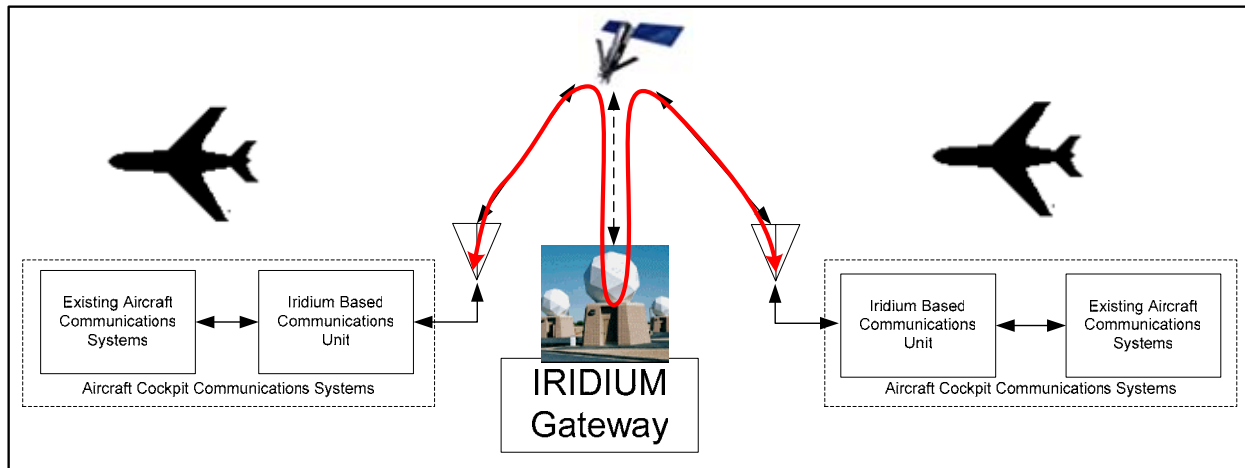 Existing Aircraft
Communications
Systems
Iridium Based
Communications
Unit
Aircraft Cockpit Communications Systems
IRIDIUM
Gateway
Iridium Based
Communications
Unit
Existing Aircraft
Communications
Systems
Aircraft Cockpit Communications Systems